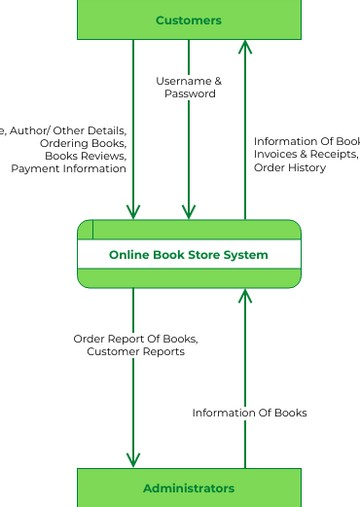 Customers
Username &
Password
Author/ Other Details,
Ordering Books,
Books Reviews,
Payment Information
Information Of
Invoices & Receipts,
Order History
Online Book Store System
Order Report Of Books,
Customer Reports
Information Of Books
Administrators